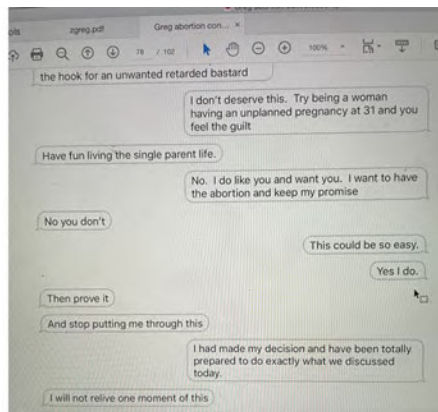 ols
zgreg.pdf
Greg abortion con...
×
78 / 102
100%
the hook for an unwanted retarded bastard
I don't deserve this. Try being a woman
having an unplanned pregnancy at 31 and you
feel the guilt
Have fun living the single parent life.
No. I do like you and want you. I want to have
the abortion and keep my promise
No you don't
This could be so easy.
Yes I do.
Then prove it
And stop putting me through this
I had made my decision and have been totally
prepared to do exactly what we discussed
today.
I will not relive one moment of this